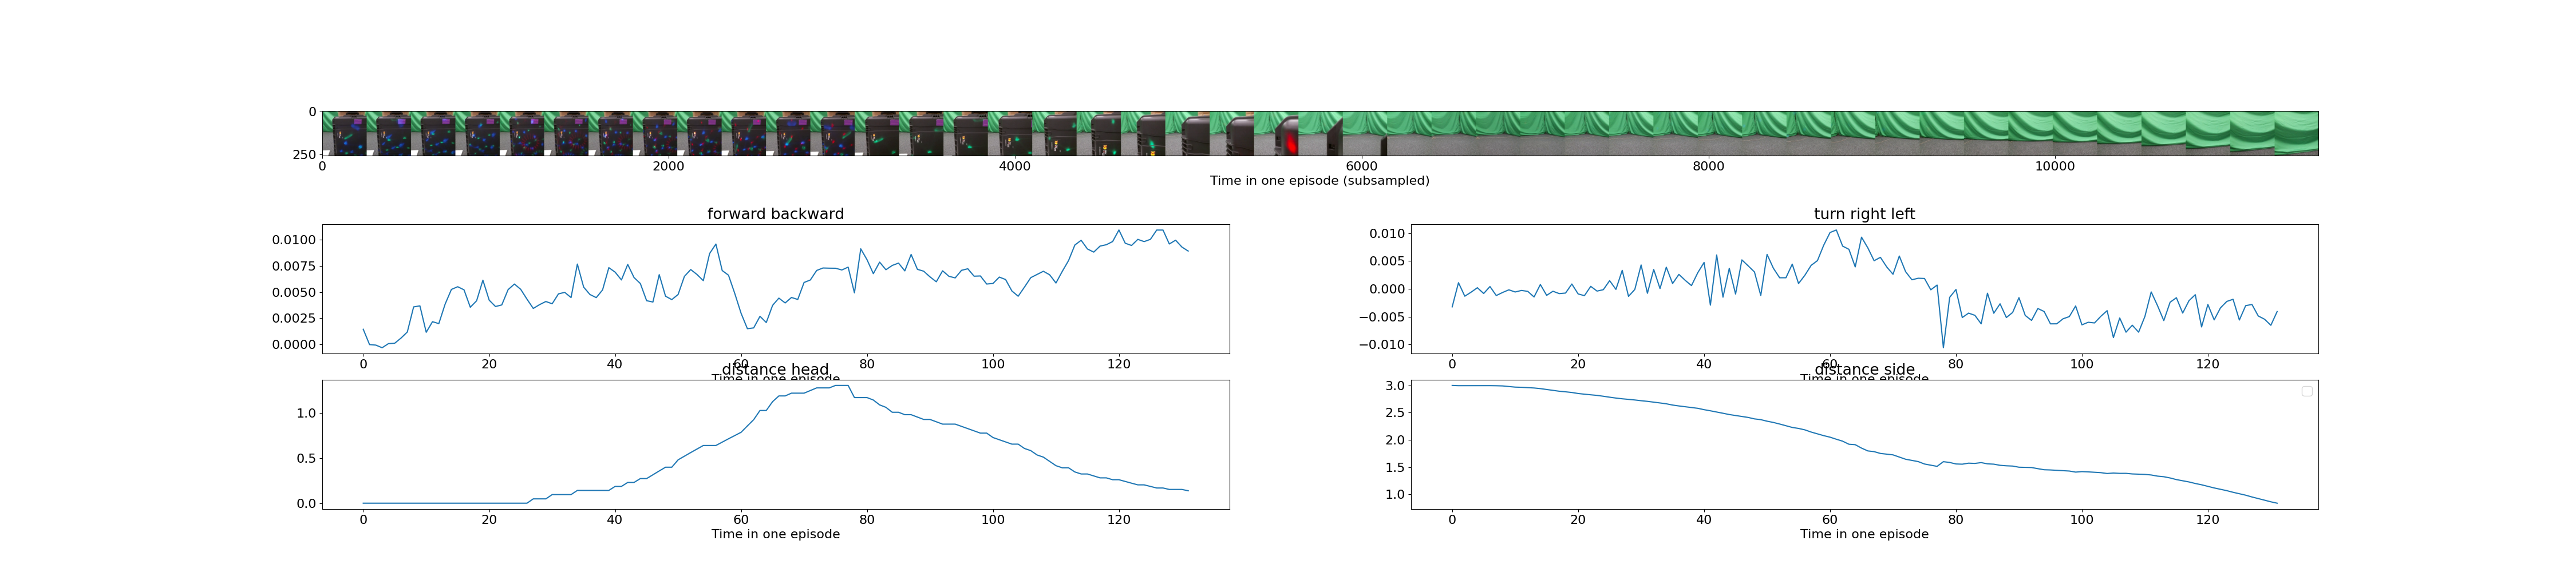 0
250
0 2000 4000 6000 8000 10000
Time in one episode (subsampled)
forward backward
0.0100
0.0075
0.0050
0.0025
0.0000
0 20 40 60 80 100 120
Time in one episode
turn right left
0.010
0.005
0.000
−0.005
−0.010
0 20 40 60 80 100 120
Time in one episode
distance head
1.0
0.5
0.0
0 20 40 60 80 100 120
Time in one episode
distance side
3.0
2.5
2.0
1.5
1.0
0 20 40 60 80 100 120
Time in one episode